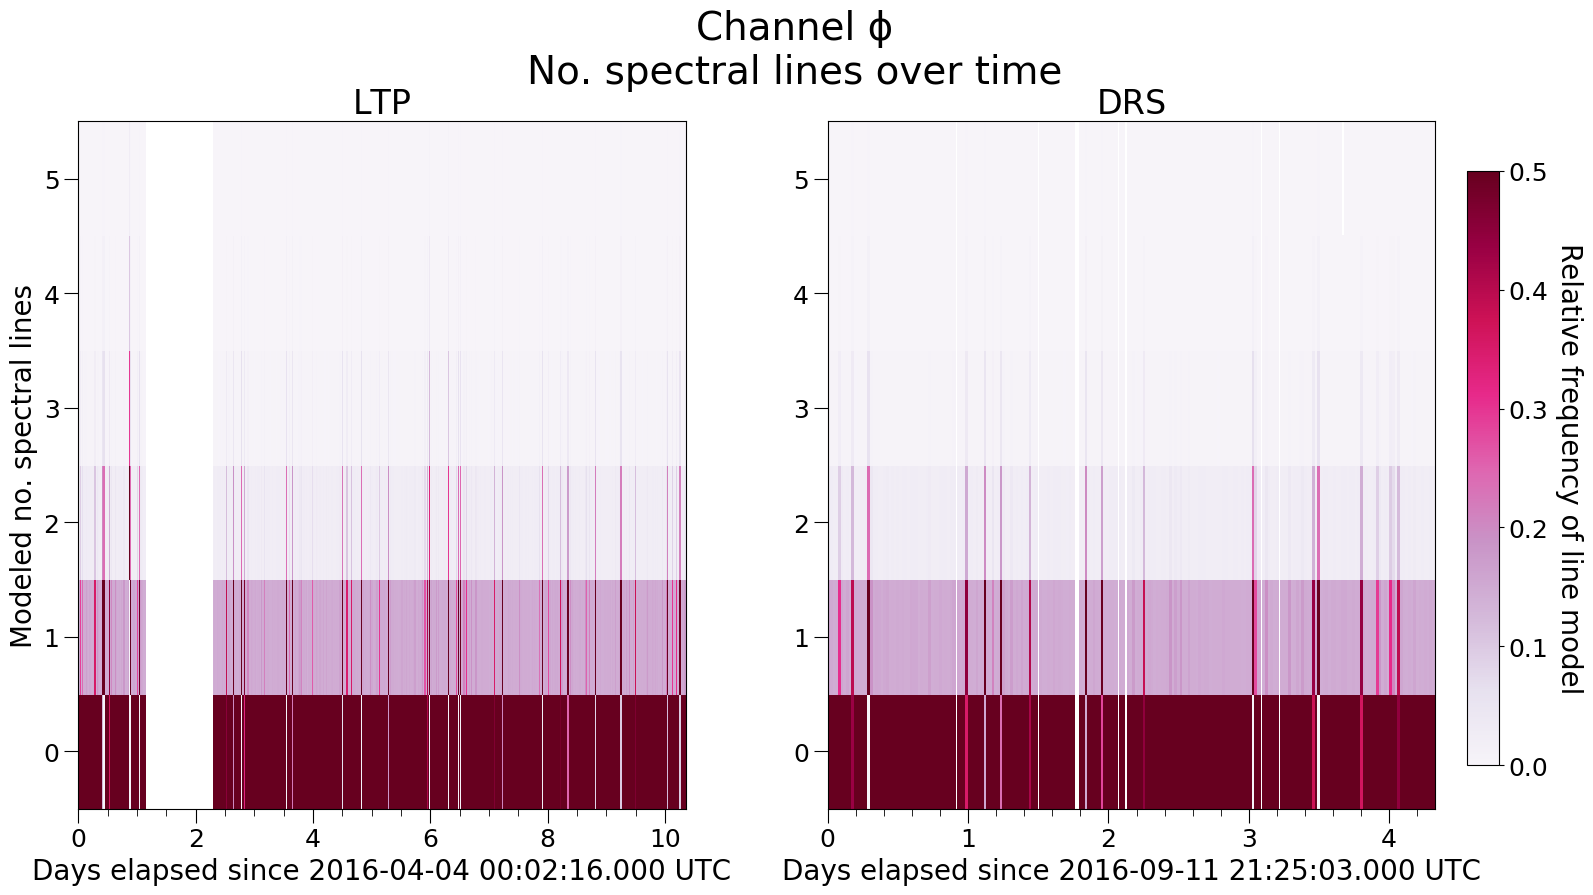 Channel ϕ
No. spectral lines over time
LTP
DRS
Modeled no. spectral lines
5
4
3
2
1
0
0 2 4 6 8 10
Days elapsed since 2016-04-04 00:02:16.000 UTC
5
4
3
2
1
0
0 1 2 3 4
Days elapsed since 2016-09-11 21:25:03.000 UTC
0.5
0.4
0.3
0.2
0.1
0.0
Relative frequency of line model